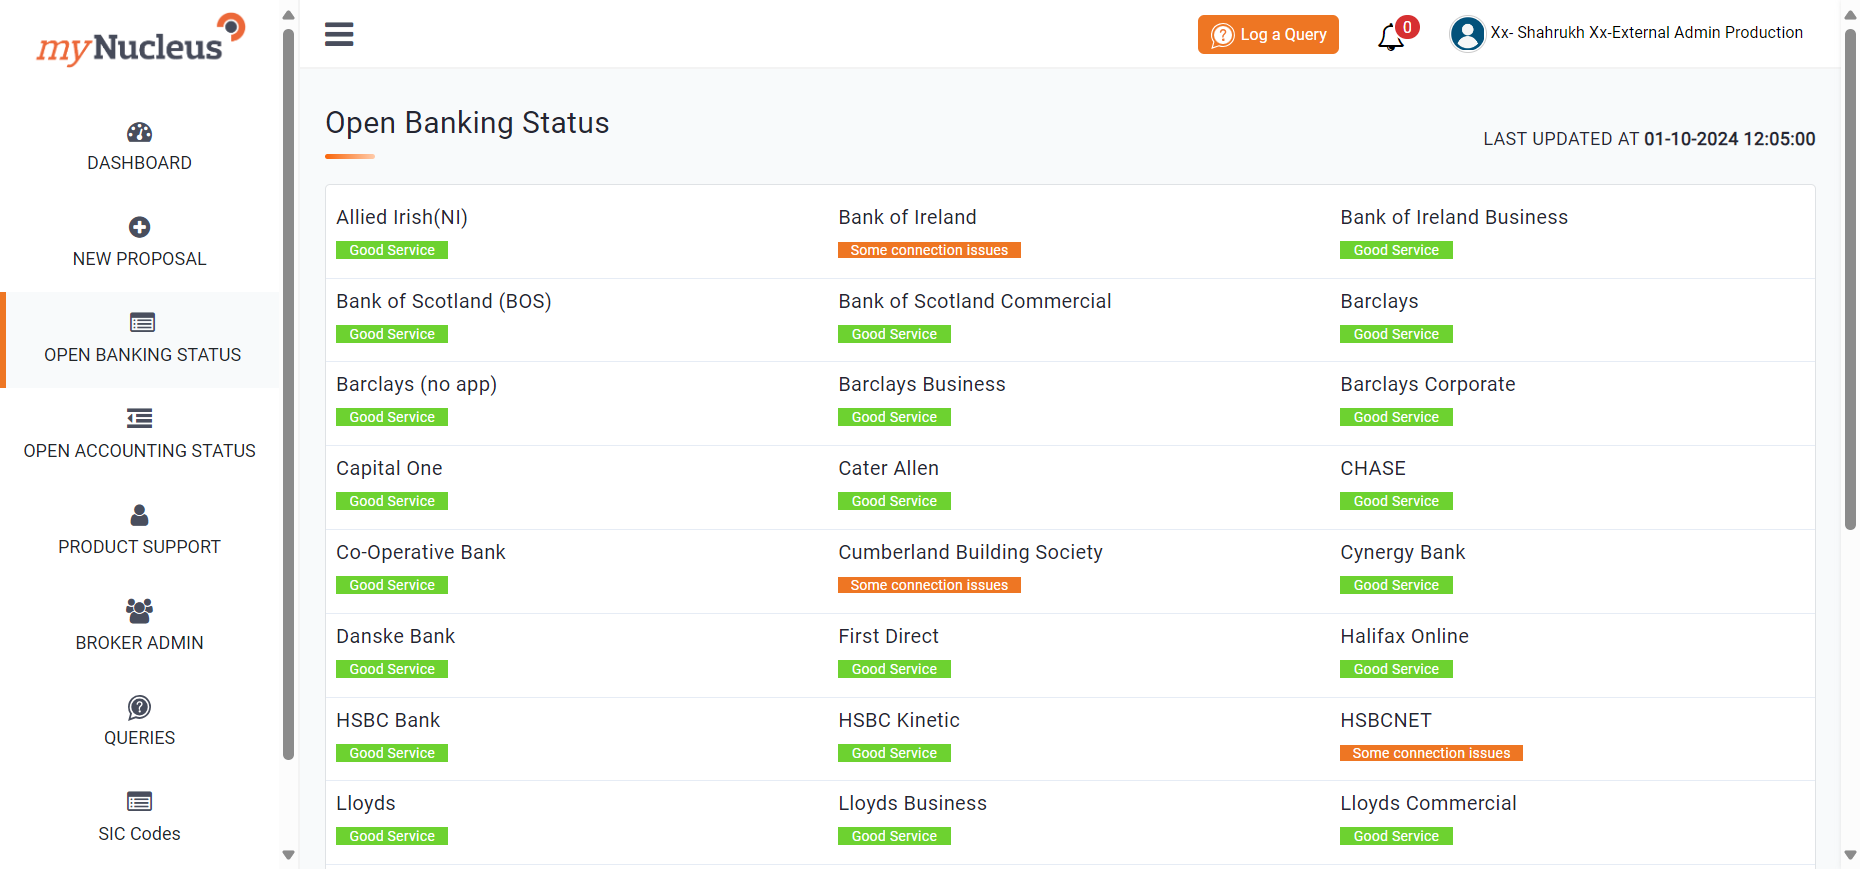 myNucleus
Log a Query
0
Xx- Shahrukh Xx-External Admin Production
DASHBOARD
NEW PROPOSAL
OPEN BANKING STATUS
OPEN ACCOUNTING STATUS
PRODUCT SUPPORT
BROKER ADMIN
QUERIES
SIC Codes
Open Banking Status
LAST UPDATED AT 01-10-2024 12:05:00
Allied Irish(NI)
Good Service
Bank of Ireland
Some connection issues
Bank of Ireland Business
Good Service
Bank of Scotland (BOS)
Good Service
Bank of Scotland Commercial
Good Service
Barclays
Good Service
Barclays (no app)
Good Service
Barclays Business
Good Service
Barclays Corporate
Good Service
Capital One
Good Service
Cater Allen
Good Service
CHASE
Good Service
Co-Operative Bank
Good Service
Cumberland Building Society
Some connection issues
Cynergy Bank
Good Service
Danske Bank
Good Service
First Direct
Good Service
Halifax Online
Good Service
HSBC Bank
Good Service
HSBC Kinetic
Good Service
HSBCNET
Some connection issues
Lloyds
Good Service
Lloyds Business
Good Service
Lloyds Commercial
Good Service